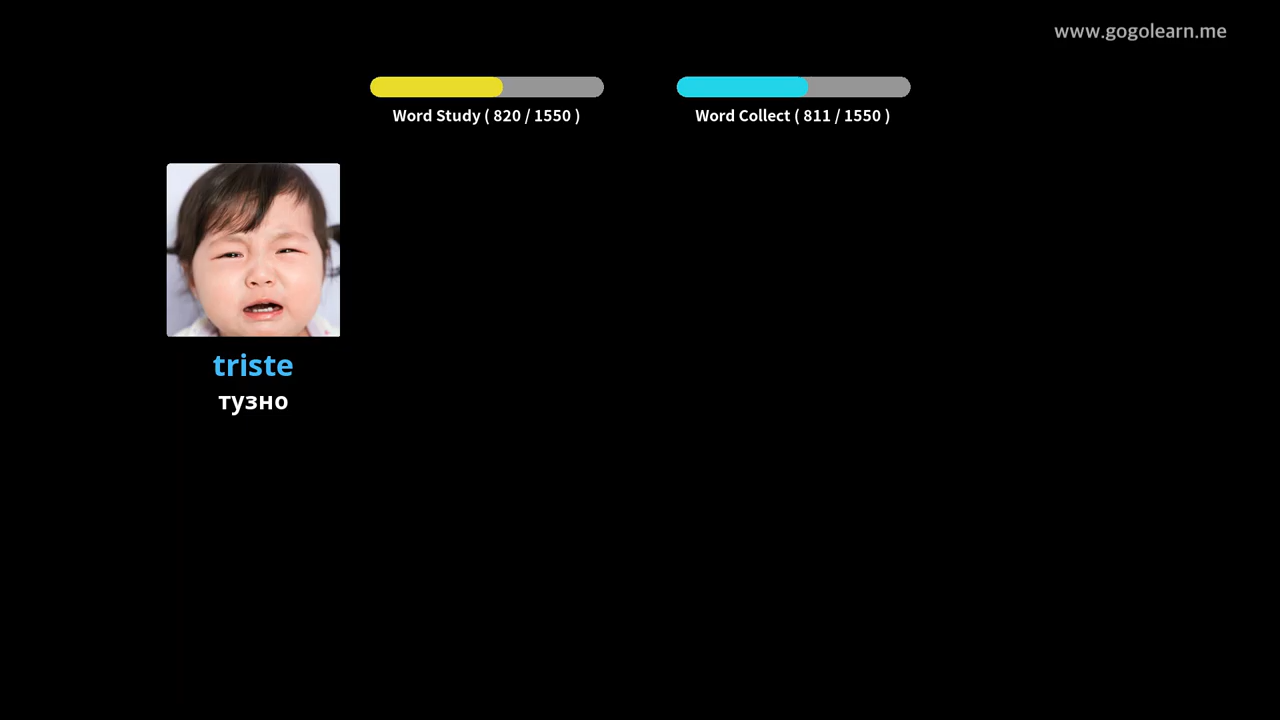 www.gogolearn.me
Word Study ( 820 / 1550 )
Word Collect ( 811 / 1550 )
triste
тузно